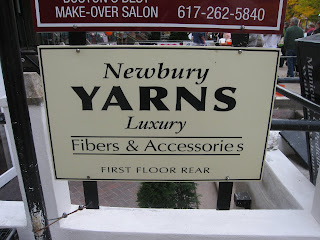 BOSTON'S BEST
MAKE-OVER SALON 617-262-5840
Newbury
YARNS
Luxury
Fibers & Accessories
FIRST FLOOR REAR